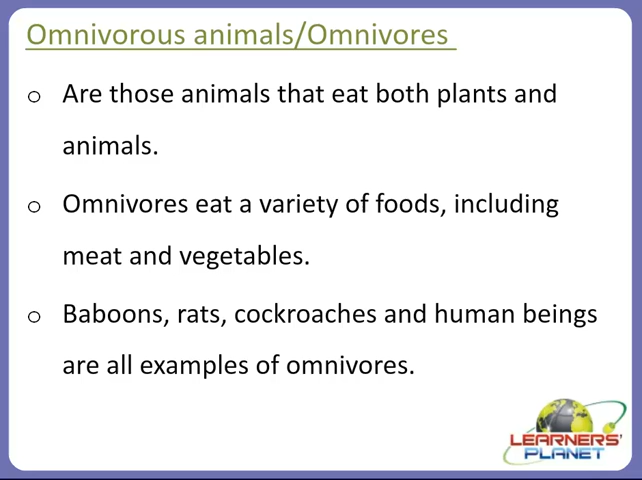 Omnivorous animals/Omnivores
o Are those animals that eat both plants and
animals.
o Omnivores eat a variety of foods, including
meat and vegetables.
o Baboons, rats, cockroaches and human beings
are all examples of omnivores.
LEARNERS'
PLANET